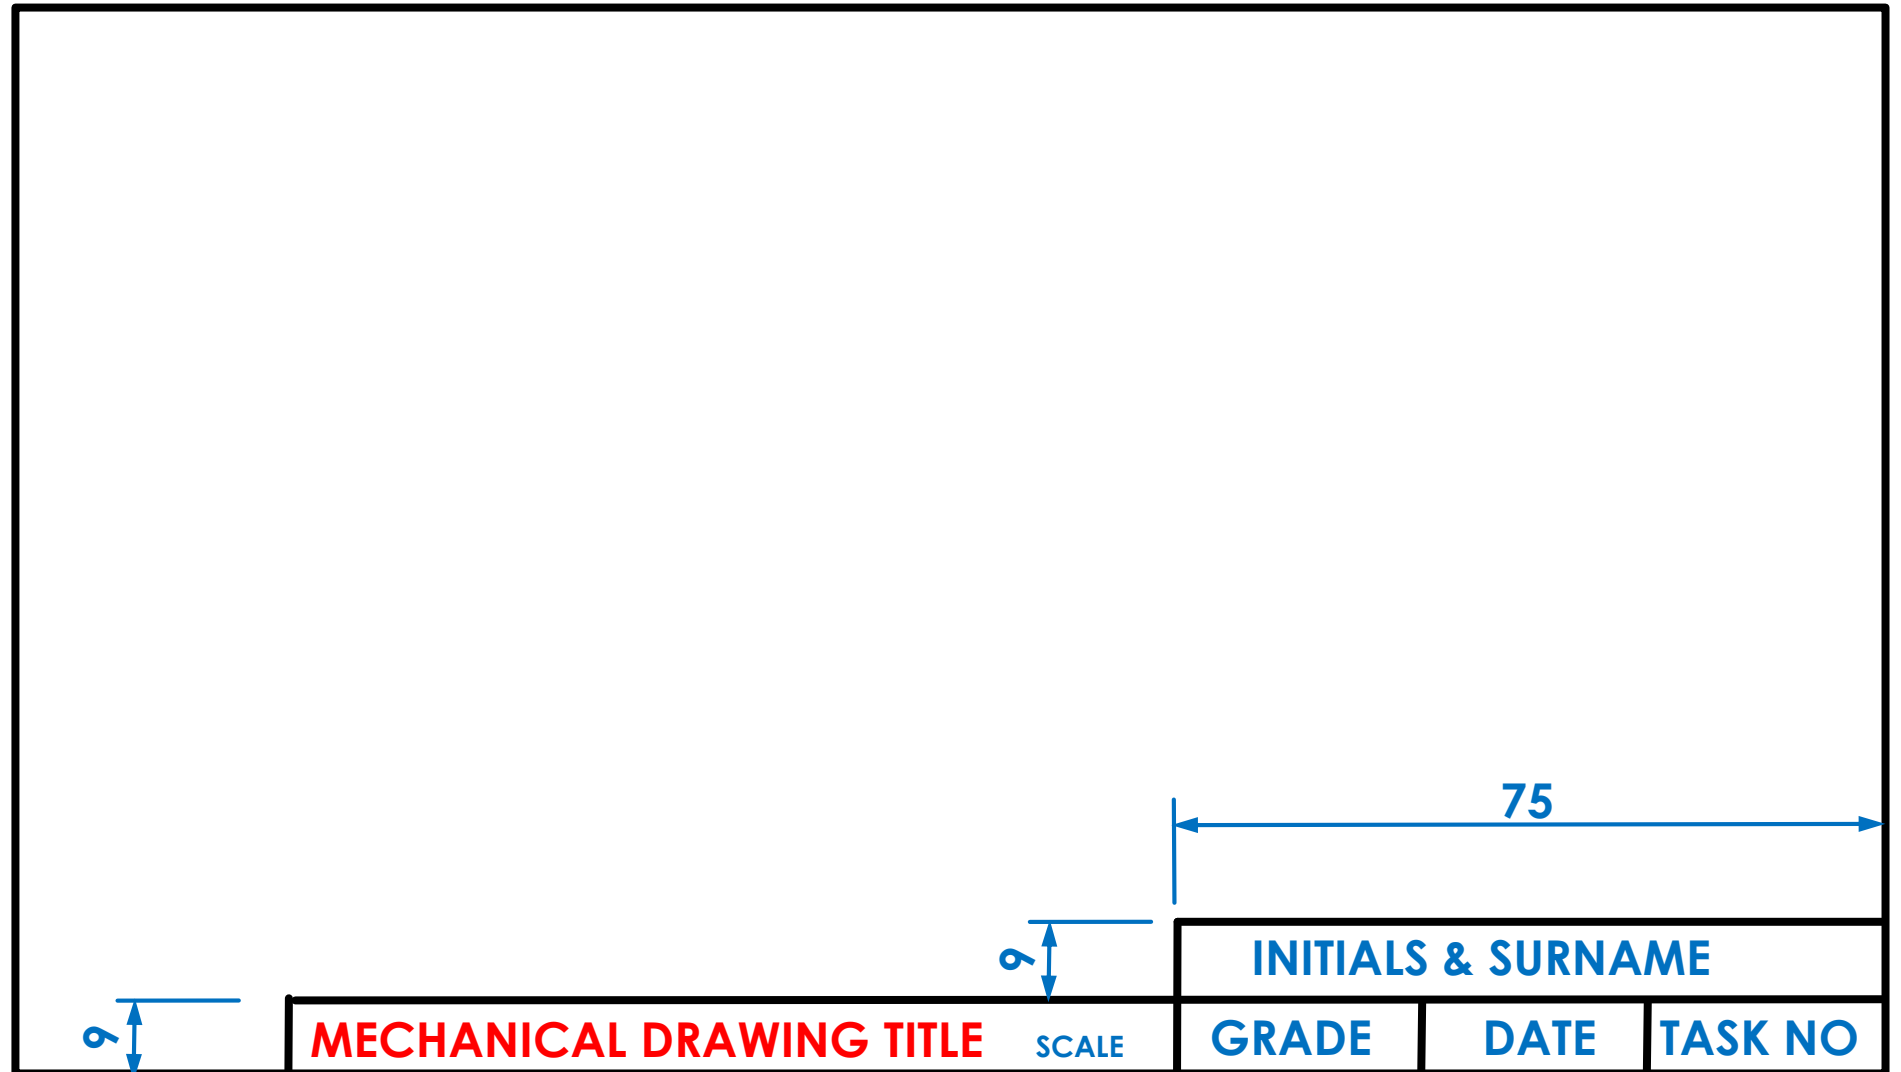 75
9
INITIALS & SURNAME
9
MECHANICAL DRAWING TITLE SCALE GRADE DATE TASK NO